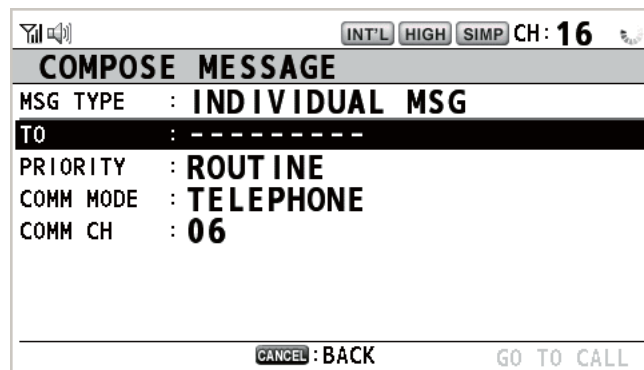 INT'L HIGH SIMP CH: 16
COMPOSE MESSAGE
MSG TYPE : INDIVIDUAL MSG
TO : ---------
PRIORITY : ROUTINE
COMM MODE : TELEPHONE
COMM CH : 06
CANCEL : BACK GO TO CALL